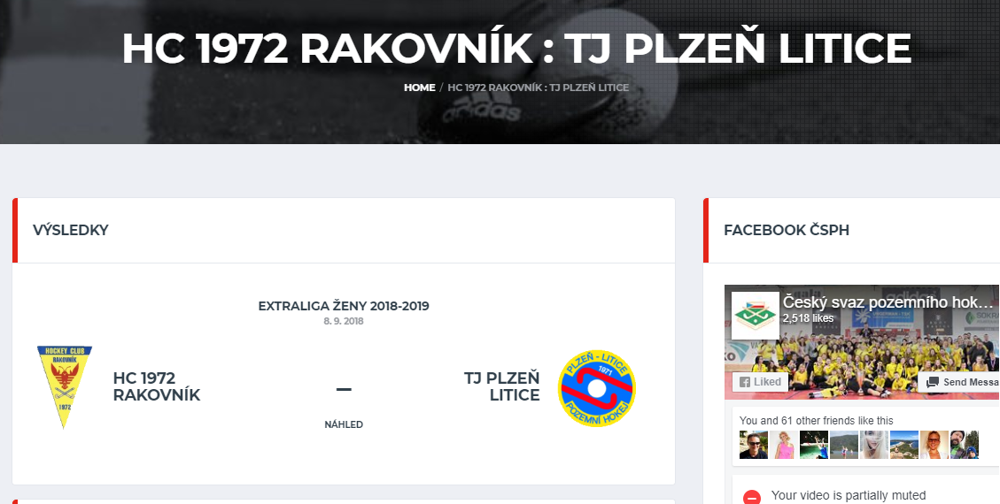 HC 1972 RAKOVNÍK : TJ PLZEŇ LITICE
HOME / HC 1972 RAKOVNÍK : TJ PLZEŇ LITICE
adidas
VÝSLEDKY
EXTRALIGA ŽENY 2018-2019
8. 9. 2018
HOCKEY CLUB
RAKOVNÍK
1972
HC 1972
RAKOVNÍK
–
TJ PLZEŇ
LITICE
PLZEŇ - LITICE
1971
POZEMNÍ HOKEJ
NÁHLED
FACEBOOK ČSPH
Český svaz pozemního hok...
2,518 likes
Liked
Send Messa
You and 61 other friends like this
Your video is partially muted